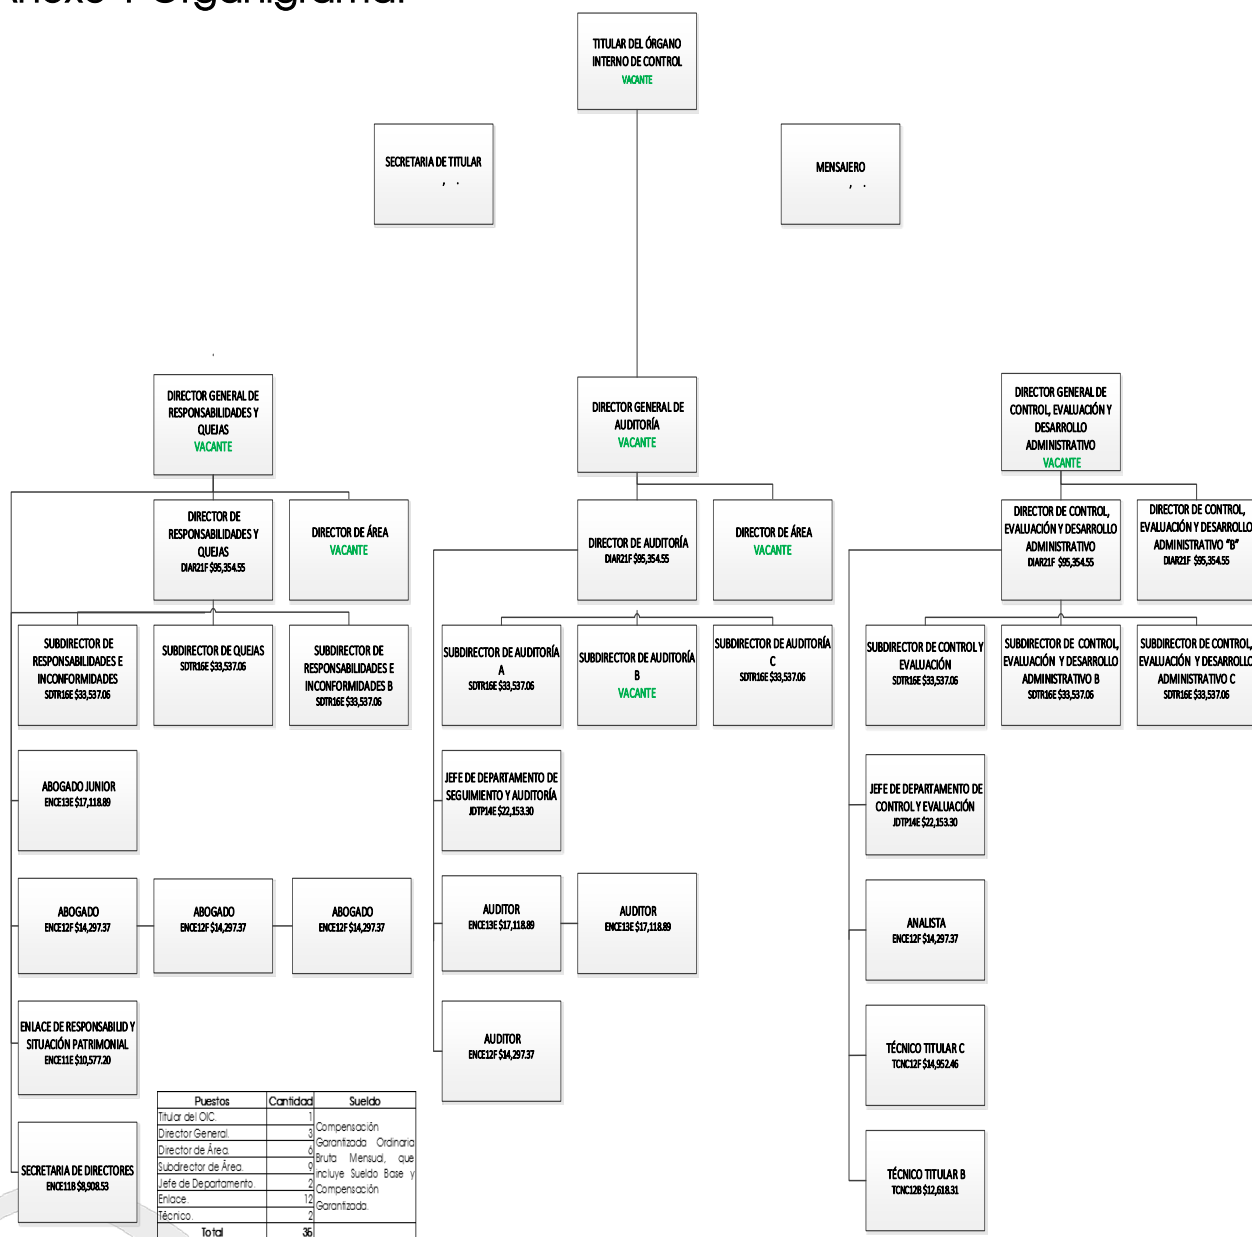 Anexo 1 Organigrama.
TITULAR DEL ÓRGANO
INTERNO DE CONTROL
VACANTE
SECRETARIA DE TITULAR
, .
MENSAJERO
, .
DIRECTOR GENERAL DE
RESPONSABILIDADES Y
QUEJAS
VACANTE
DIRECTOR GENERAL DE
AUDITORÍA
VACANTE
DIRECTOR GENERAL DE
CONTROL, EVALUACIÓN Y
DESARROLLO
ADMINISTRATIVO
VACANTE
DIRECTOR DE
RESPONSABILIDADES Y
QUEJAS
DIAR21F $95,354.55
DIRECTOR DE ÁREA
VACANTE
DIRECTOR DE AUDITORÍA
DIAR21F $95,354.55
DIRECTOR DE ÁREA
VACANTE
DIRECTOR DE CONTROL,
EVALUACIÓN Y DESARROLLO
ADMINISTRATIVO
DIAR21F $95,354.55
DIRECTOR DE CONTROL,
EVALUACIÓN Y DESARROLLO
ADMINISTRATIVO "B"
DIAR21F $95,354.55
SUBDIRECTOR DE
RESPONSABILIDADES E
INCONFORMIDADES
SDTR16E $33,537.06
SUBDIRECTOR DE QUEJAS
SDTR16E $33,537.06
SUBDIRECTOR DE
RESPONSABILIDADES E
INCONFORMIDADES B
SDTR16E $33,537.06
SUBDIRECTOR DE AUDITORÍA
A
SDTR16E $33,537.06
SUBDIRECTOR DE AUDITORÍA
B
VACANTE
SUBDIRECTOR DE AUDITORÍA
C
SDTR16E $33,537.06
SUBDIRECTOR DE CONTROL Y
EVALUACIÓN
SDTR16E $33,537.06
SUBDIRECTOR DE CONTROL,
EVALUACIÓN Y DESARROLLO
ADMINISTRATIVO B
SDTR16E $33,537.06
SUBDIRECTOR DE CONTROL,
EVALUACIÓN Y DESARROLLO
ADMINISTRATIVO C
SDTR16E $33,537.06
ABOGADO JUNIOR
ENCE13E $17,118.89
JEFE DE DEPARTAMENTO DE
SEGUIMIENTO Y AUDITORÍA
JDTP14E $22,153.30
JEFE DE DEPARTAMENTO DE
CONTROL Y EVALUACIÓN
JDTP14E $22,153.30
ABOGADO
ENCE12F $14,297.37
ABOGADO
ENCE12F $14,297.37
ABOGADO
ENCE12F $14,297.37
AUDITOR
ENCE13E $17,118.89
AUDITOR
ENCE13E $17,118.89
ANALISTA
ENCE12F $14,297.37
ENLACE DE RESPONSABILID Y
SITUACIÓN PATRIMONIAL
ENCE11E $10,577.20
AUDITOR
ENCE12F $14,297.37
TÉCNICO TITULAR C
TCNC12F $14,952.46
SECRETARIA DE DIRECTORES
ENCE11B $8,908.53
TÉCNICO TITULAR B
TCNC12B $12,618.31
Puestos Cantidad Sueldo
Titular del OIC. 1
Director General. 3
Director de Área. 6
Subdirector de Área. 9
Jefe de Departamento. 2
Enlace. 12
Técnico. 2
Compensación
Garantizada Ordinaria
Bruta Mensual, que
incluye Sueldo Base y
Compensación
Garantizada.
Total 35